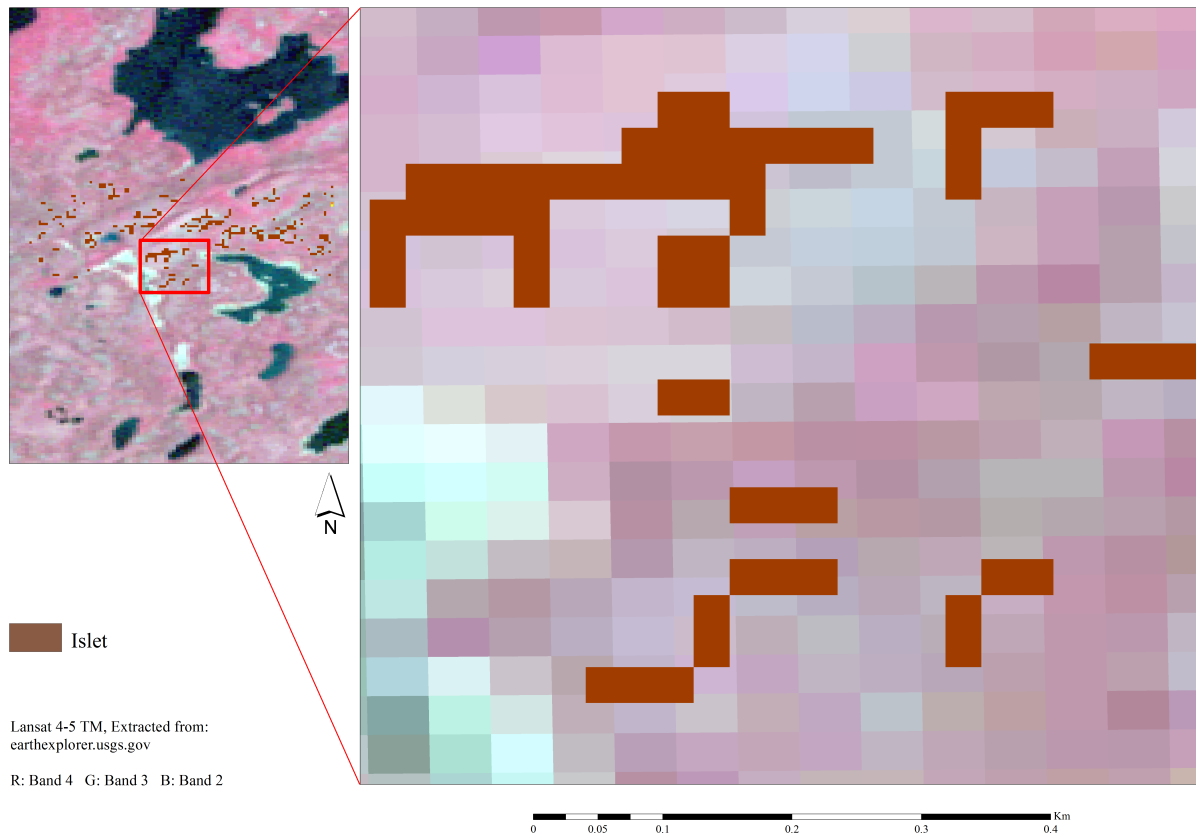 N
Islet
Lansat 4-5 TM, Extracted from:
earthexplorer.usgs.gov
R: Band 4 G: Band 3 B: Band 2
Km
0 0.05 0.1 0.2 0.3 0.4